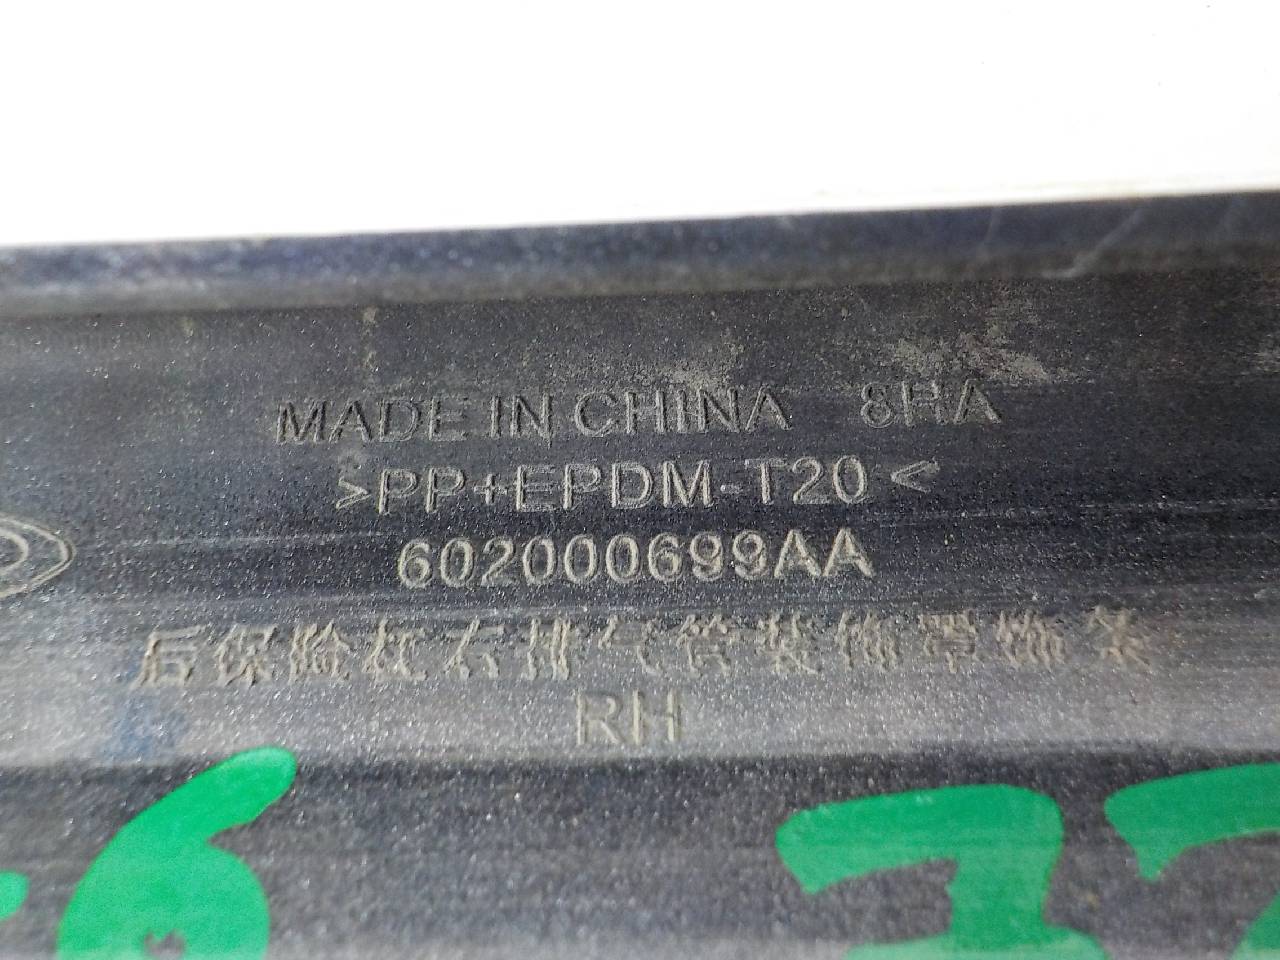 MADE IN CHINA 8HA
>PP+EPDM-T20<
602000699AA
后保险杠右排气管装饰罩饰条
RH